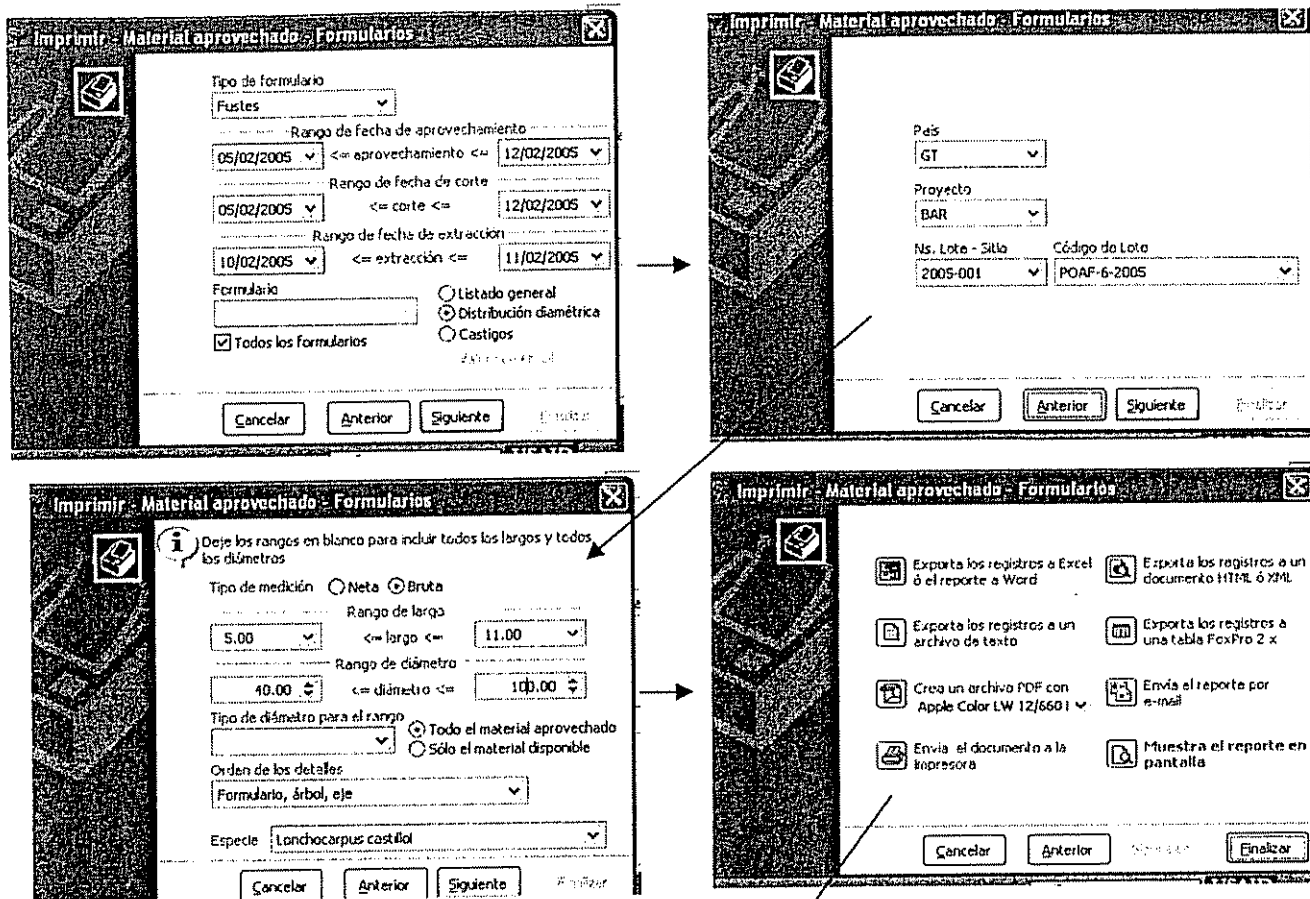 Imprimir - Material aprovechado - Formularios
Tipo de formulario
Fustes
Rango de fecha de aprovechamiento
05/02/2005 <= aprovechamiento <= 12/02/2005
Rango de fecha de corte
05/02/2005 <= corte <= 12/02/2005
Rango de fecha de extracción
10/02/2005 <= extracción <= 11/02/2005
Formulario
Listado general
Distribución diamétrica
Todos los formularios
Castigos
Cancelar Anterior Siguiente Finalizar
Imprimir - Material aprovechado - Formularios
País
GT
Proyecto
BAR
Ns. Lote - Sitio Código do Loto
2005-001 POAF-6-2005
Cancelar Anterior Siguiente Finalizar
Imprimir - Material aprovechado - Formularios
Deje los rangos en blanco para incluir todos los largos y todos
los diámetros
Tipo de medición Neta Bruta
Rango de largo
5.00 <= largo <= 11.00
Rango de diámetro
40.00 <= diámetro <= 100.00
Tipo de diámetro para el rango
Todo el material aprovechado
Sólo el material disponible
Orden de los detalles
Formulario, árbol, eje
Especie Lonchocarpus castilloi
Cancelar Anterior Siguiente Finalizar
Imprimir - Material aprovechado - Formularios
Exporta los registros a Excel
ó el reporte a Word
Exporta los registros a un
documento HTML ó XML
Exporta los registros a un
archivo de texto
Exporta los registros a
una tabla FoxPro 2 x
Crea un archivo PDF con
Apple Color LW 12/660
Envía el reporte por
e-mail
Envia el documento a la
impresora
Muestra el reporte en
pantalla
Cancelar Anterior Finalizar